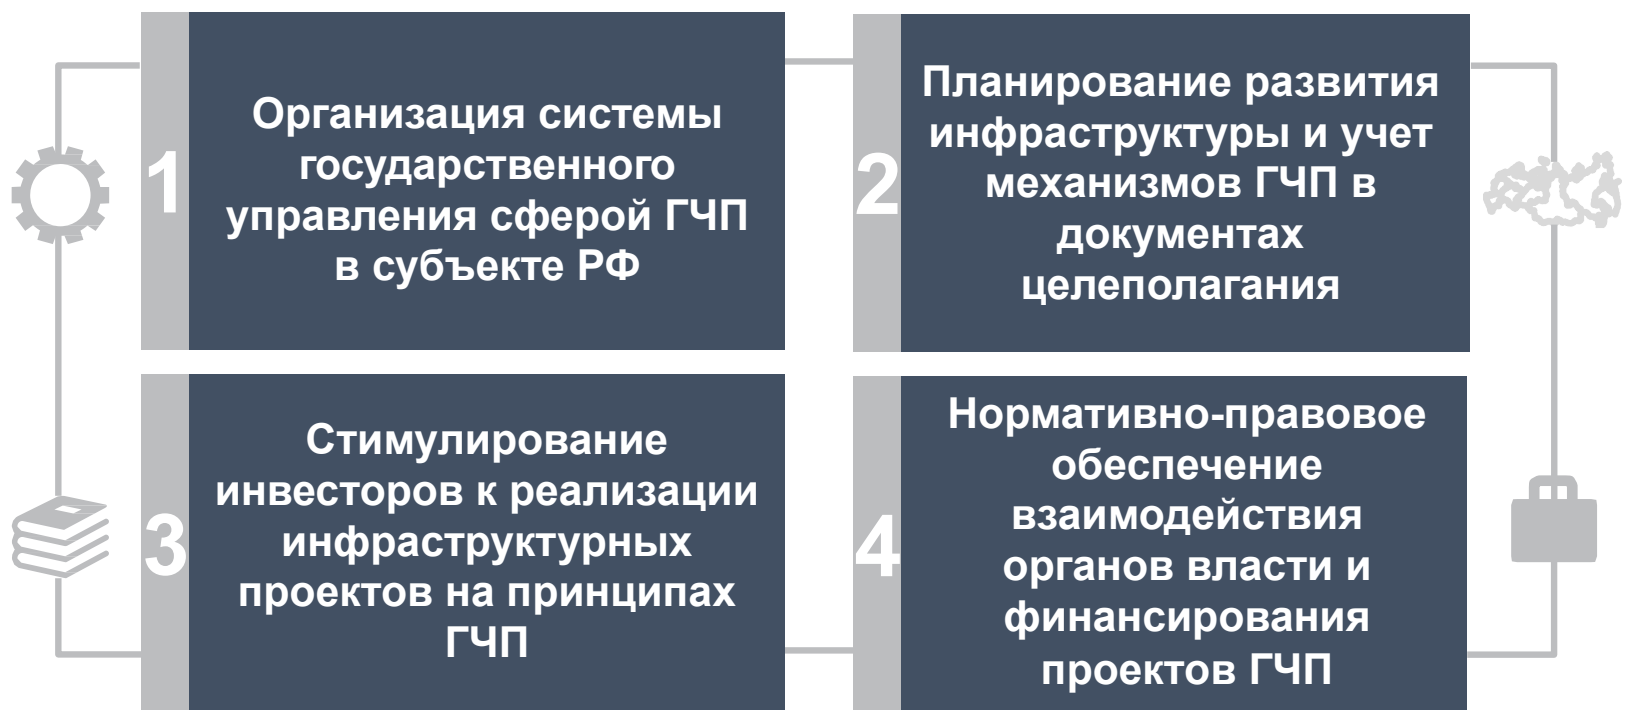 1
Организация системы
государственного
управления сферой ГЧП
в субъекте РФ
2
Планирование развития
инфраструктуры и учет
механизмов ГЧП в
документах
целеполагания
3
Стимулирование
инвесторов к реализации
инфраструктурных
проектов на принципах
ГЧП
4
Нормативно-правовое
обеспечение
взаимодействия
органов власти и
финансирования
проектов ГЧП